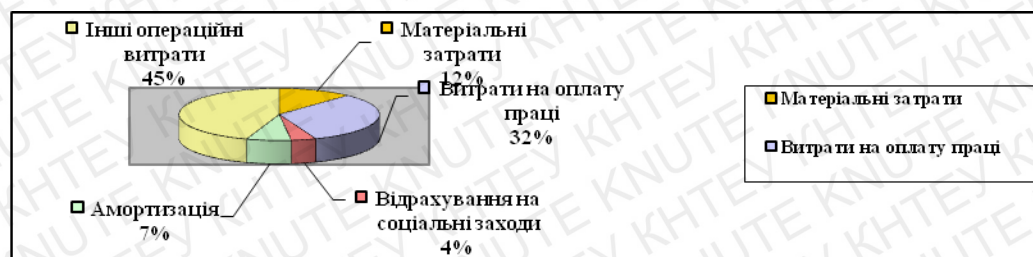 Інші операційні
витрати
45%
Матеріальні
затрати
12%
Витрати на оплату
праці
32%
Відрахування на
соціальні заходи
4%
Амортизація
7%
Матеріальні затрати
Витрати на оплату праці